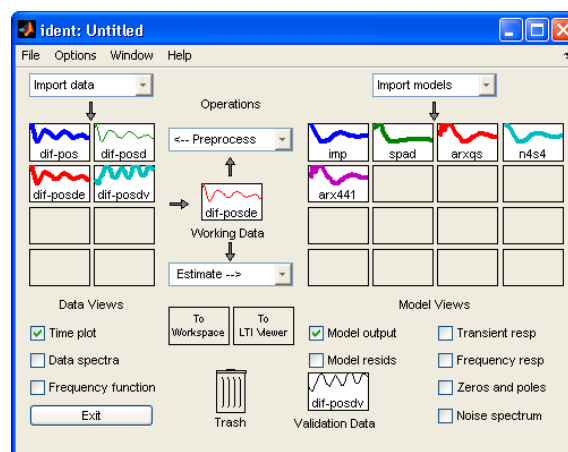 ident: Untitled
File Options Window Help
Import data
Import models
Operations
<-- Preprocess
dif-pos
dif-posd
dif-posde
dif-posdv
dif-posde
Working Data
Estimate -->
imp
spad
arxqs
n4s4
arx441
Data Views
Time plot
Data spectra
Frequency function
Exit
To
Workspace
To
LTI Viewer
Trash
Model Views
Model output
Model resids
Transient resp
Frequency resp
Zeros and poles
Noise spectrum
dif-posdv
Validation Data